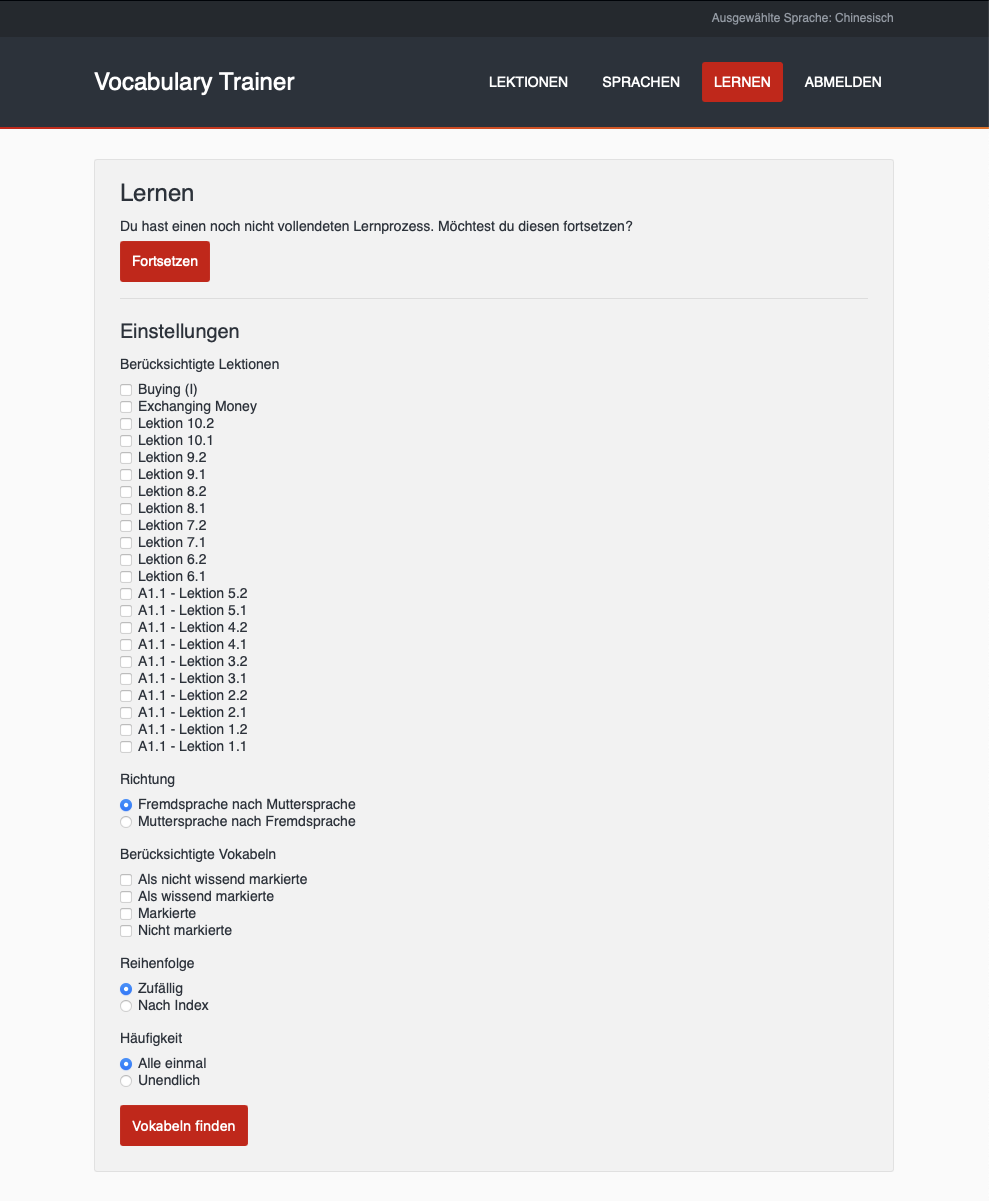 Ausgewählte Sprache: Chinesisch
Vocabulary Trainer LEKTIONEN SPRACHEN LERNEN ABMELDEN
Lernen
Du hast einen noch nicht vollendeten Lernprozess. Möchtest du diesen fortsetzen?
Fortsetzen
Einstellungen
Berücksichtigte Lektionen
Buying (I)
Exchanging Money
Lektion 10.2
Lektion 10.1
Lektion 9.2
Lektion 9.1
Lektion 8.2
Lektion 8.1
Lektion 7.2
Lektion 7.1
Lektion 6.2
Lektion 6.1
A1.1 - Lektion 5.2
A1.1 - Lektion 5.1
A1.1 - Lektion 4.2
A1.1 - Lektion 4.1
A1.1 - Lektion 3.2
A1.1 - Lektion 3.1
A1.1 - Lektion 2.2
A1.1 - Lektion 2.1
A1.1 - Lektion 1.2
A1.1 - Lektion 1.1
Richtung
Fremdsprache nach Muttersprache
Muttersprache nach Fremdsprache
Berücksichtigte Vokabeln
Als nicht wissend markierte
Als wissend markierte
Markierte
Nicht markierte
Reihenfolge
Zufällig
Nach Index
Häufigkeit
Alle einmal
Unendlich
Vokabeln finden